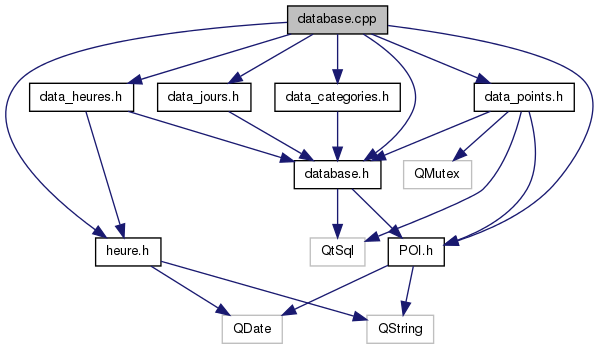 database.cpp
data_heures.h
data_jours.h
data_categories.h
data_points.h
database.h
QMutex
heure.h
QtSql
POI.h
QDate
QString